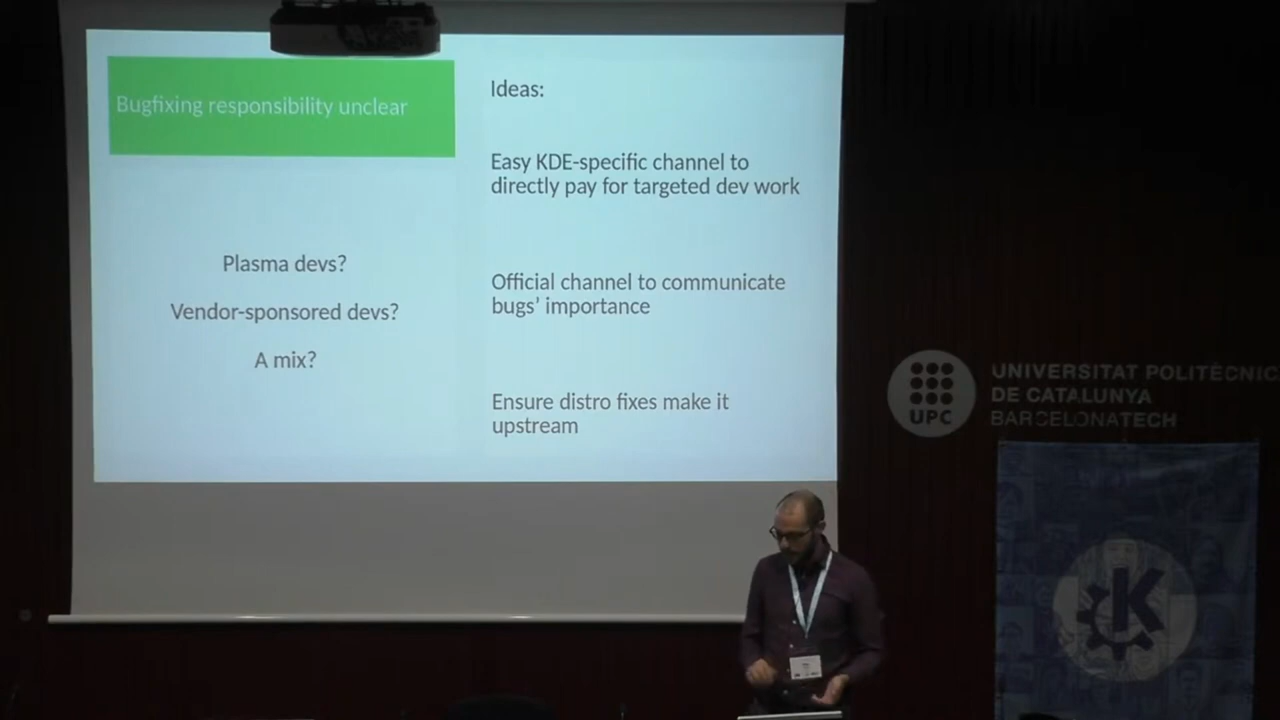 Bugfixing responsibility unclear
Plasma devs?
Vendor-sponsored devs?
A mix?
Ideas:
Easy KDE-specific channel to
directly pay for targeted dev work
Official channel to communicate
bugs’ importance
Ensure distro fixes make it
upstream
UPC
UNIVERSITAT POLITÈCNIC
DE CATALUNYA
BARCELONATECH
K